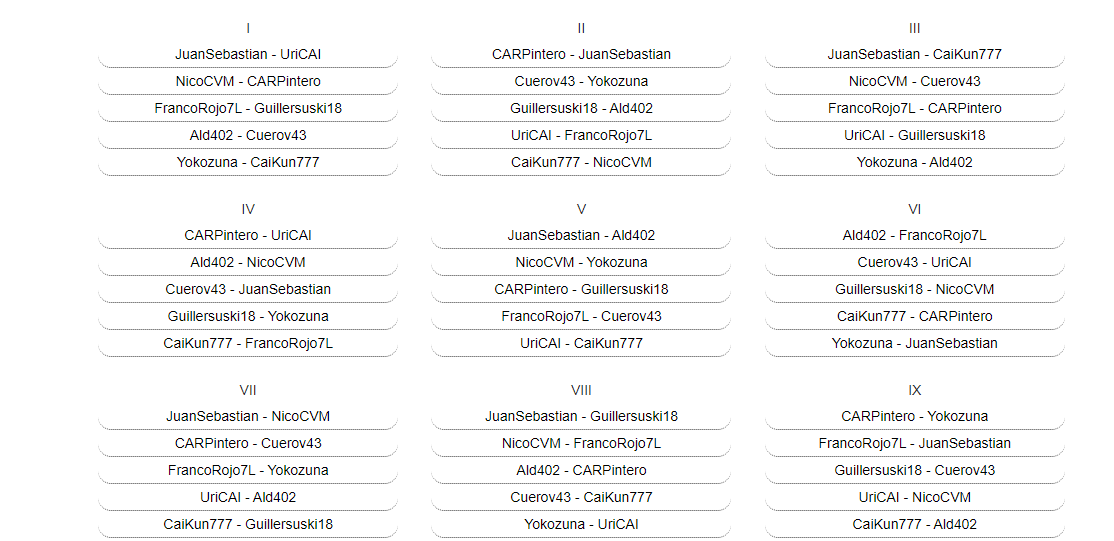 I
JuanSebastian - UriCAI
NicoCVM - CARPintero
FrancoRojo7L - Guillersuski18
Ald402 - Cuerov43
Yokozuna - CaiKun777
II
CARPintero - JuanSebastian
Cuerov43 - Yokozuna
Guillersuski18 - Ald402
UriCAI - FrancoRojo7L
CaiKun777 - NicoCVM
III
JuanSebastian - CaiKun777
NicoCVM - Cuerov43
FrancoRojo7L - CARPintero
UriCAI - Guillersuski18
Yokozuna - Ald402
IV
CARPintero - UriCAI
Ald402 - NicoCVM
Cuerov43 - JuanSebastian
Guillersuski18 - Yokozuna
CaiKun777 - FrancoRojo7L
V
JuanSebastian - Ald402
NicoCVM - Yokozuna
CARPintero - Guillersuski18
FrancoRojo7L - Cuerov43
UriCAI - CaiKun777
VI
Ald402 - FrancoRojo7L
Cuerov43 - UriCAI
Guillersuski18 - NicoCVM
CaiKun777 - CARPintero
Yokozuna - JuanSebastian
VII
JuanSebastian - NicoCVM
CARPintero - Cuerov43
FrancoRojo7L - Yokozuna
UriCAI - Ald402
CaiKun777 - Guillersuski18
VIII
JuanSebastian - Guillersuski18
NicoCVM - FrancoRojo7L
Ald402 - CARPintero
Cuerov43 - CaiKun777
Yokozuna - UriCAI
IX
CARPintero - Yokozuna
FrancoRojo7L - JuanSebastian
Guillersuski18 - Cuerov43
UriCAI - NicoCVM
CaiKun777 - Ald402